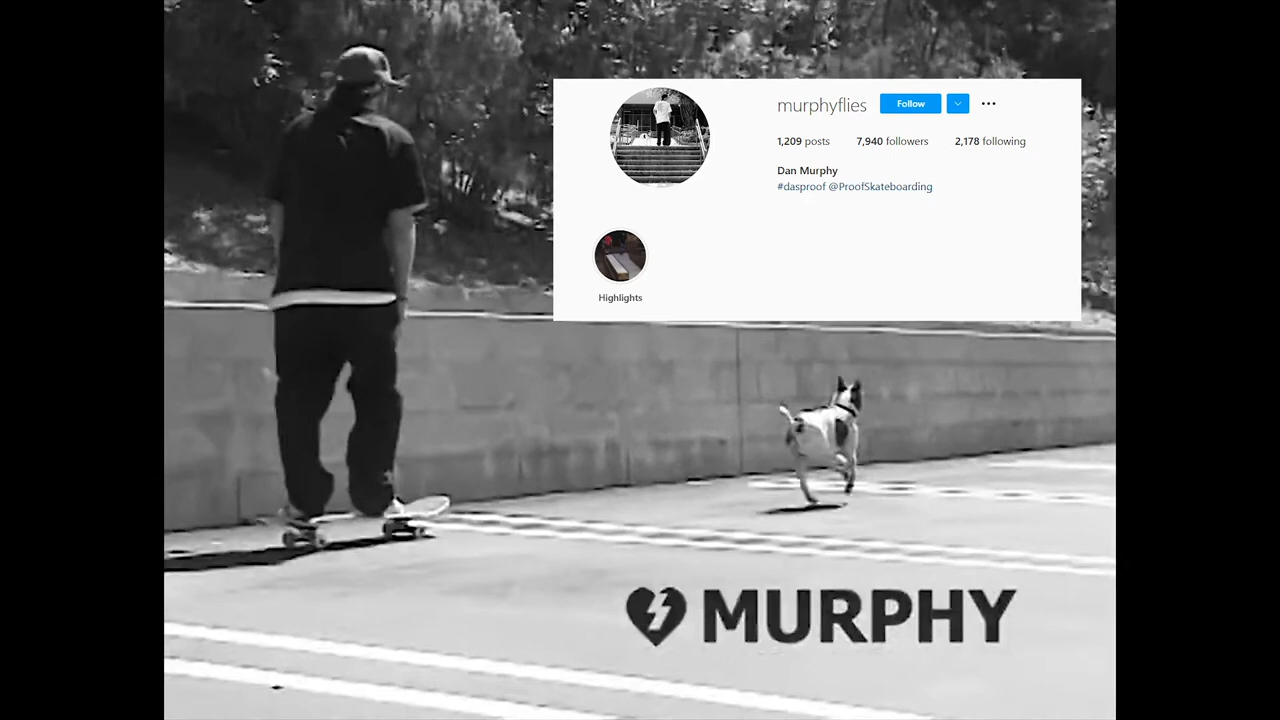 murphyflies Follow
1,209 posts 7,940 followers 2,178 following
Dan Murphy
#dasproof @ProofSkateboarding
Highlights
MURPHY